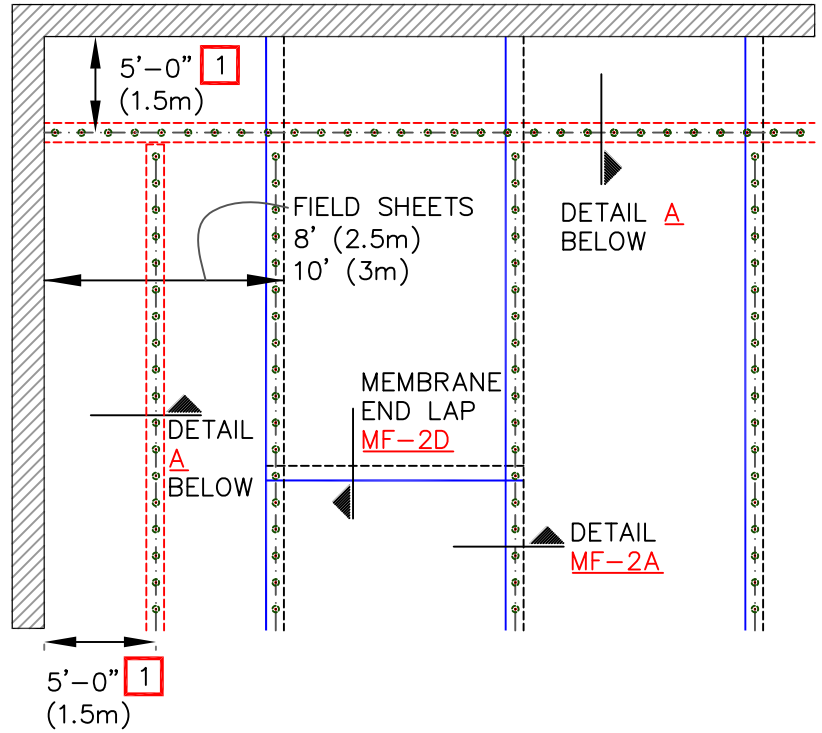 5'-0" 1
(1.5m)
FIELD SHEETS
8' (2.5m)
10' (3m)
DETAIL A
BELOW
MEMBRANE
END LAP
MF-2D
DETAIL
A
BELOW
DETAIL
MF-2A
5'-0" 1
(1.5m)